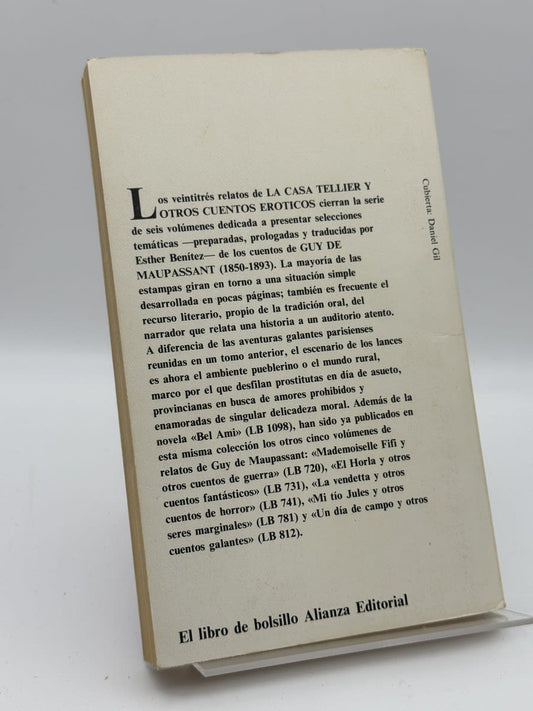 Los veintitrés relatos de LA CASA TELLIER Y
OTROS CUENTOS EROTICOS cierran la serie
de seis volúmenes dedicada a presentar selecciones
temáticas —preparadas, prologadas y traducidas por
Esther Benítez— de los cuentos de GUY DE
MAUPASSANT (1850-1893). La mayoría de las
estampas giran en torno a una situación simple
desarrollada en pocas páginas; también es frecuente el
recurso literario, propio de la tradición oral, del
narrador que relata una historia a un auditorio atento.
A diferencia de las aventuras galantes parisienses
reunidas en un tomo anterior, el escenario de los lances
es ahora el ambiente pueblerino o el mundo rural,
marco por el que desfilan prostitutas en día de asueto,
provincianas en busca de amores prohibidos y
enamoradas de singular delicadeza moral. Además de la
novela «Bel Ami» (LB 1098), han sido ya publicados en
esta misma colección los otros cinco volúmenes de
relatos de Guy de Maupassant: «Mademoiselle Fifi y
otros cuentos de guerra» (LB 720), «El Horla y otros
cuentos fantásticos» (LB 731), «La vendetta y otros
cuentos de horror» (LB 741), «Mi tío Jules y otros
seres marginales» (LB 781) y «Un día de campo y otros
cuentos galantes» (LB 812).
El libro de bolsillo Alianza Editorial
Cubierta: Daniel Gil